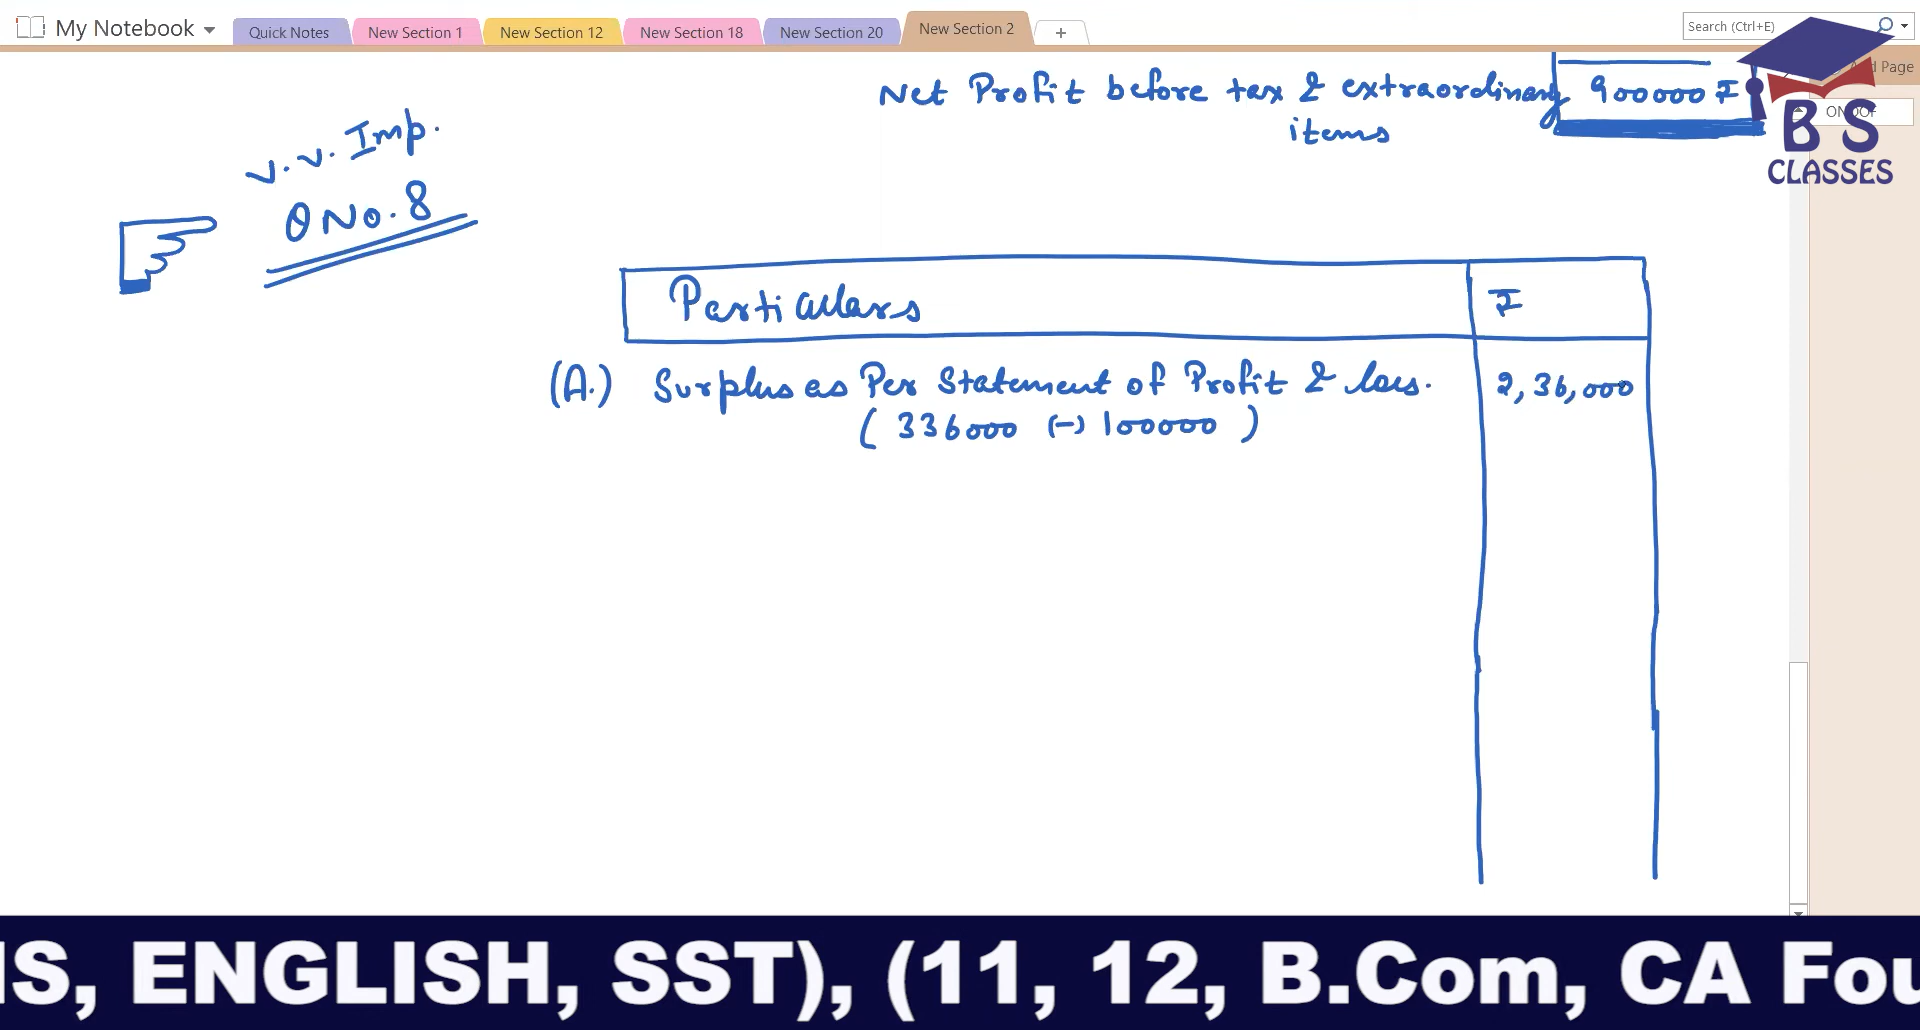 My Notebook
Quick Notes
New Section 1
New Section 12
New Section 18
New Section 20
New Section 2
+
Search (Ctrl+E)
Page
B S
CLASSES
Net Profit before tax & extraordinary 900000 ₹
items
V.V. Imp.
Q No. 8
Particulars ₹
(A.) Surplus as Per Statement of Profit & loss. 2,36,000
( 336000 (-) 100000 )
IS, ENGLISH, SST), (11, 12, B.Com, CA Fou